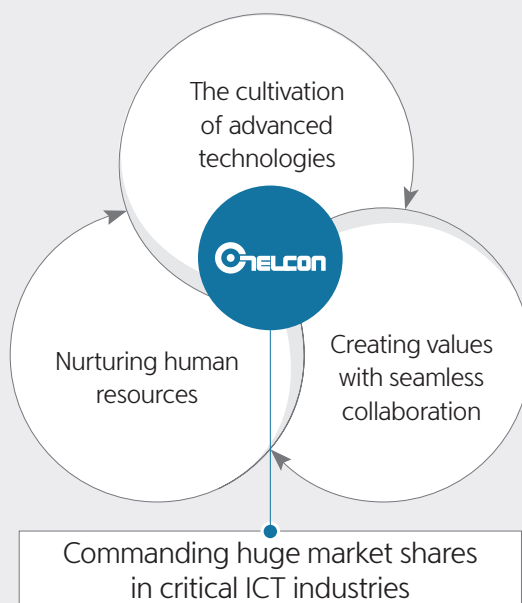 The cultivation
of advanced
technologies
ONELCON
Nurturing human
resources
Creating values
with seamless
collaboration
Commanding huge market shares
in critical ICT industries